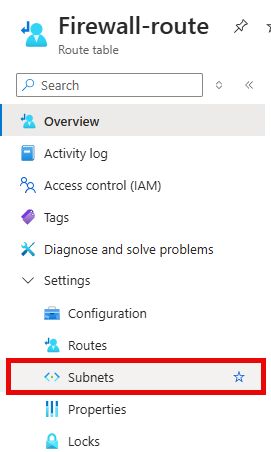 Firewall-route
Route table
Search
Overview
Activity log
Access control (IAM)
Tags
Diagnose and solve problems
Settings
Configuration
Routes
Subnets
Properties
Locks